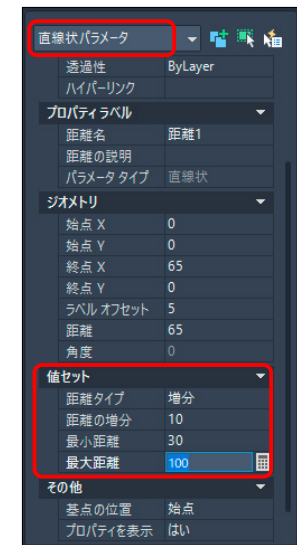 直線状パラメータ
透過性 ByLayer
ハイパーリンク
プロパティ ラベル
距離名 距離1
距離の説明
パラメータ タイプ 直線状
ジオメトリ
始点 X 0
始点 Y 0
終点 X 65
終点 Y 0
ラベル オフセット 5
距離 65
角度 0
値セット
距離タイプ 増分
距離の増分 10
最小距離 30
最大距離 100
その他
基点の位置 始点
プロパティを表示 はい